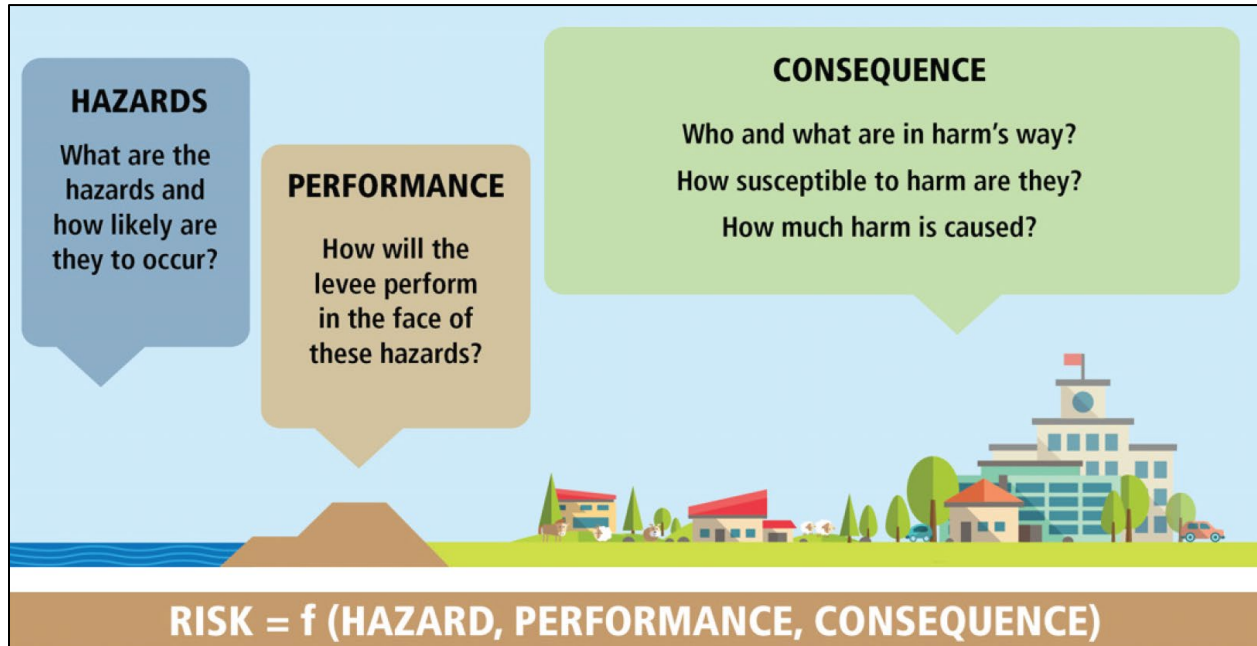 HAZARDS
What are the
hazards and
how likely are
they to occur?
PERFORMANCE
How will the
levee perform
in the face of
these hazards?
CONSEQUENCE
Who and what are in harm's way?
How susceptible to harm are they?
How much harm is caused?
RISK = f (HAZARD, PERFORMANCE, CONSEQUENCE)